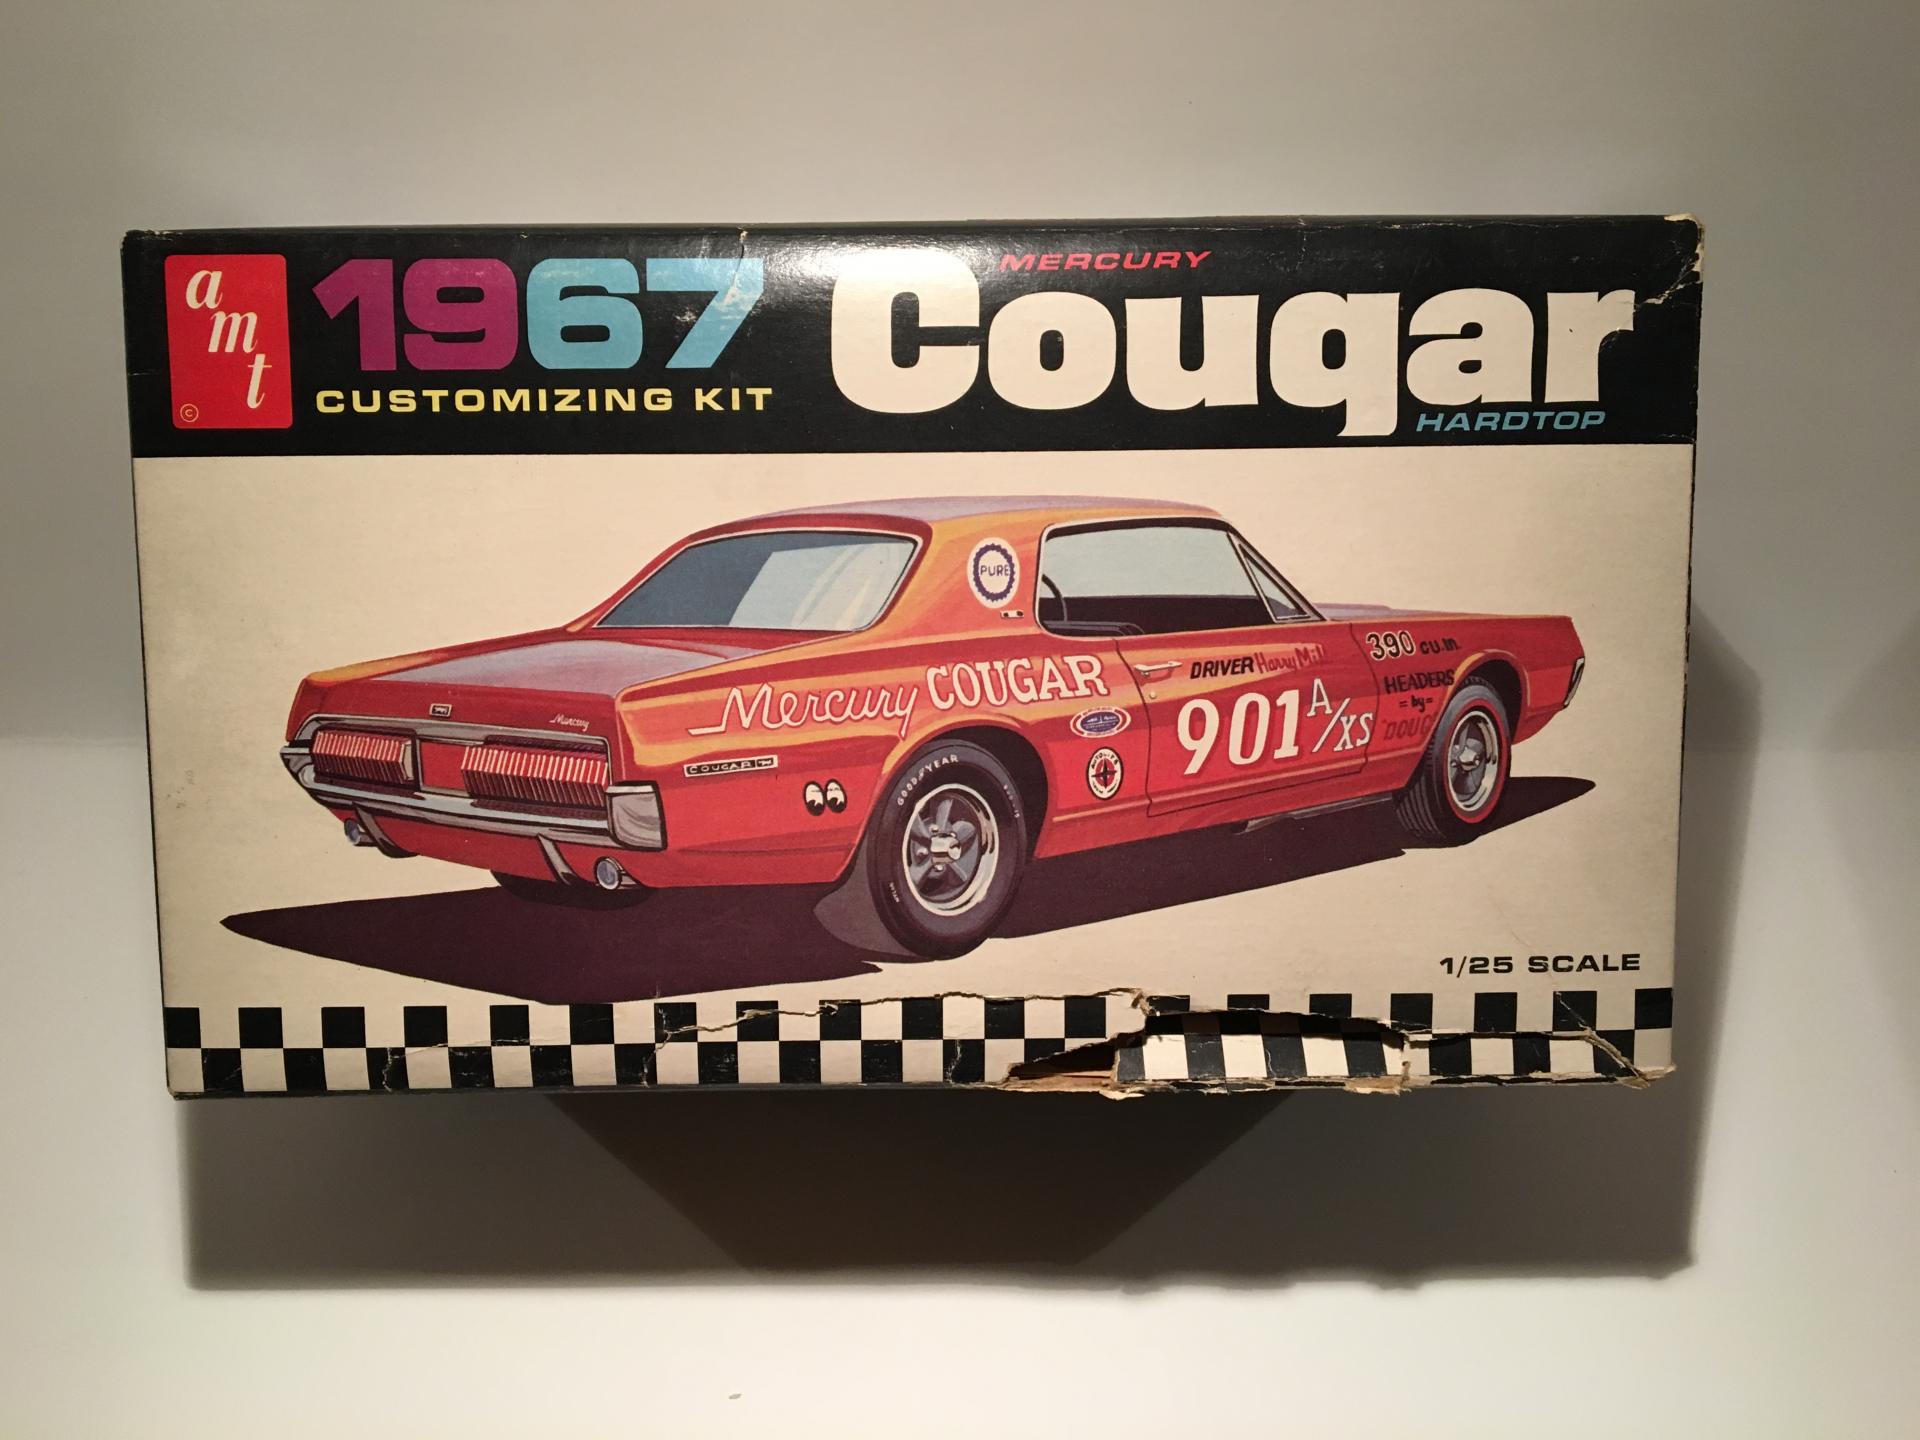 amt
©
1967
CUSTOMIZING KIT
MERCURY
Cougar
HARDTOP
PURE
Mercury COUGAR
DRIVER Harry
901 A/XS
390 cu.in.
HEADERS
=by=
"DOUG
Mercury
COUGAR
GOODYEAR
1/25 SCALE